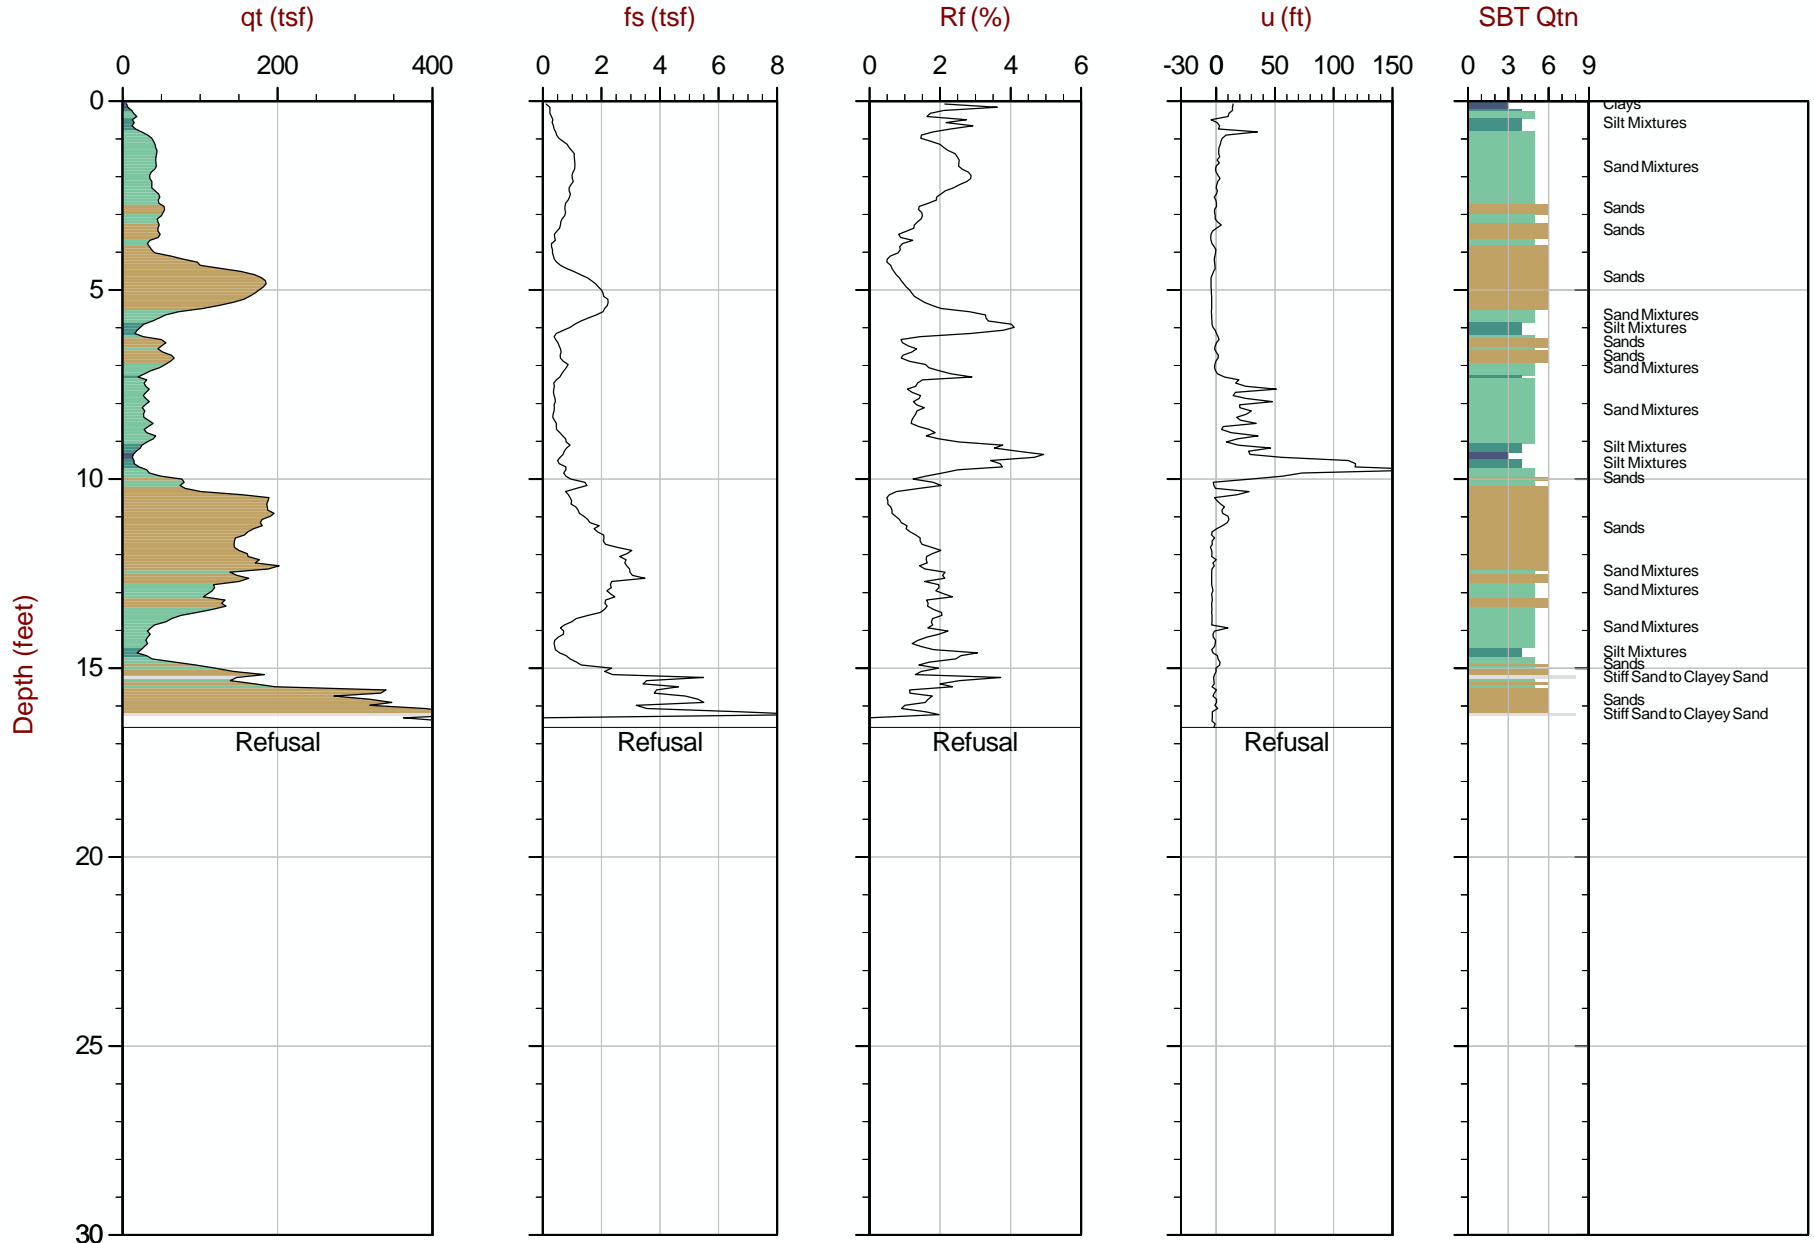 qt (tsf) fs (tsf) Rf (%) u (ft) SBT Qtn
0 200 400 0 2 4 6 8 0 2 4 6 -30 0 50 100 150 0 3 6 9
0
5
10
15
20
25
30
Depth (feet)
Clays
Silt Mixtures
Sand Mixtures
Sands
Sands
Sands
Sand Mixtures
Silt Mixtures
Sands
Sands
Sand Mixtures
Sand Mixtures
Silt Mixtures
Silt Mixtures
Sands
Sands
Sand Mixtures
Sand Mixtures
Sand Mixtures
Silt Mixtures
Sands
Stiff Sand to Clayey Sand
Sands
Stiff Sand to Clayey Sand
Refusal Refusal Refusal Refusal